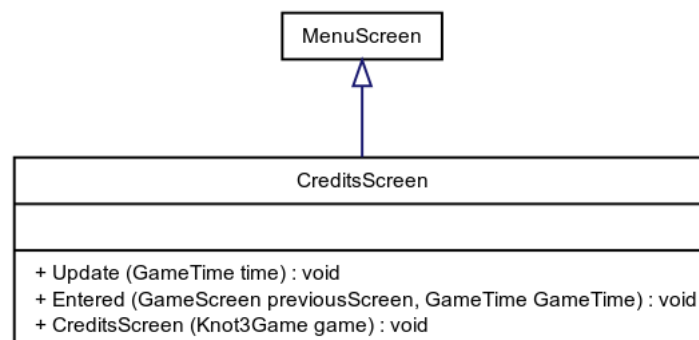 MenuScreen
CreditsScreen
+ Update (GameTime time) : void
+ Entered (GameScreen previousScreen, GameTime GameTime) : void
+ CreditsScreen (Knot3Game game) : void